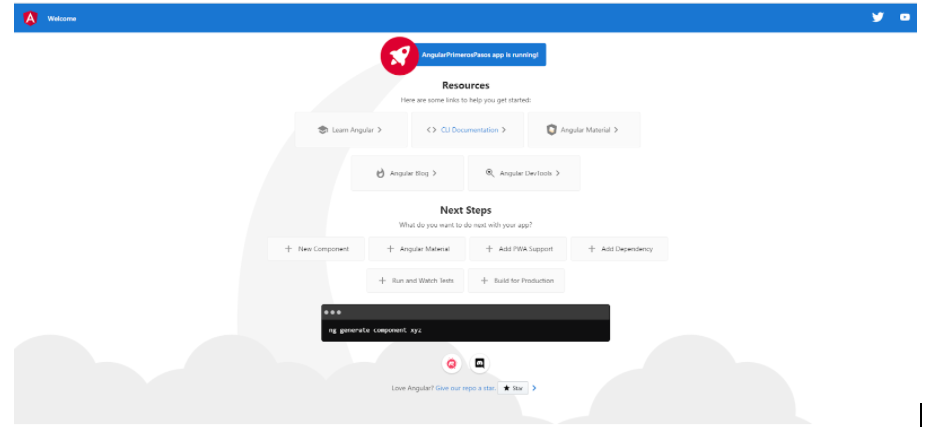 Welcome
AngularPrimerosPasos app is running!
Resources
Here are some links to help you get started:
Learn Angular >
<> CLI Documentation >
Angular Material >
Angular Blog >
Angular DevTools >
Next Steps
What do you want to do next with your app?
+ New Component
+ Angular Material
+ Add PWA Support
+ Add Dependency
+ Run and Watch Tests
+ Build for Production
ng generate component xyz
Love Angular? Give our repo a star. ★ Star >